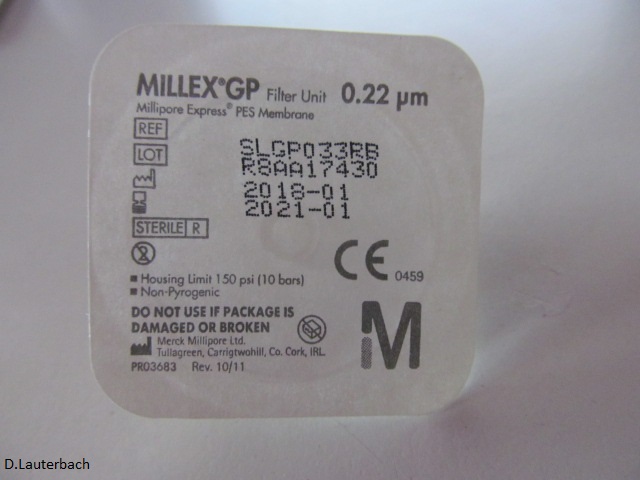 MILLEX®GP Filter Unit 0.22 µm
Millipore Express® PES Membrane
REF SLGP033RB
LOT R8AA17430
2018-01
2021-01
STERILE R
2
CE 0459
▪ Housing Limit 150 psi (10 bars)
▪ Non-Pyrogenic
DO NOT USE IF PACKAGE IS
DAMAGED OR BROKEN
Merck Millipore Ltd.
Tullagreen, Carrigtwohill, Co. Cork, IRL.
PR03683 Rev. 10/11
M
D.Lauterbach